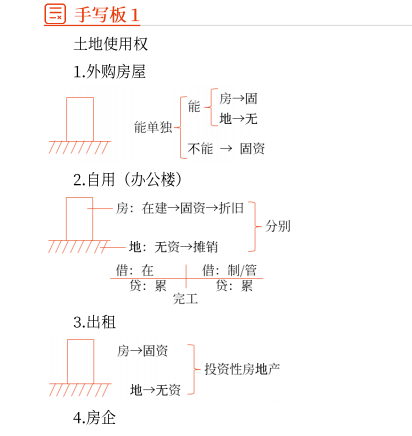 手写板 1
土地使用权
1.外购房屋
能单独
能
房→固
地→无
不能 → 固资
2.自用（办公楼）
房：在建→固资→折旧
分别
地：无资→摊销
借：在 借：制/管
贷：累 贷：累
完工
3.出租
房→固资
投资性房地产
地→无资
4.房企